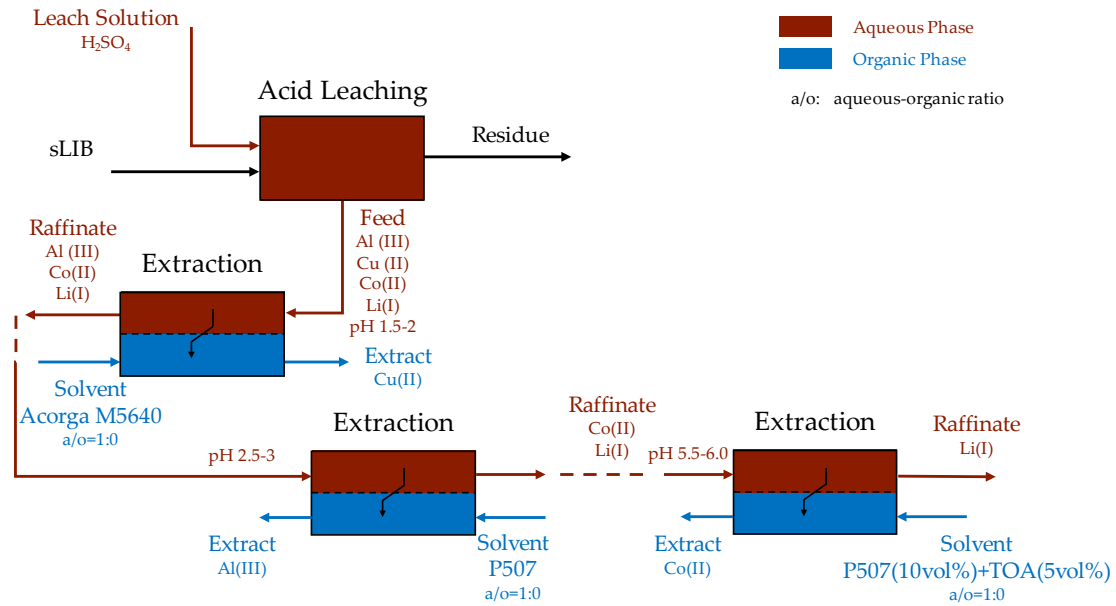 Leach Solution
H₂SO₄
Aqueous Phase
Organic Phase
a/o: aqueous-organic ratio
Acid Leaching
sLIB
Residue
Feed
Al (III)
Cu (II)
Co(II)
Li(I)
pH 1.5-2
Raffinate
Al (III)
Co(II)
Li(I)
Extraction
Solvent
Acorga M5640
a/o=1:0
Extract
Cu(II)
pH 2.5-3
Extraction
Extract
Al(III)
Solvent
P507
a/o=1:0
Raffinate
Co(II)
Li(I)
pH 5.5-6.0
Extraction
Raffinate
Li(I)
Extract
Co(II)
Solvent
P507(10vol%)+TOA(5vol%)
a/o=1:0